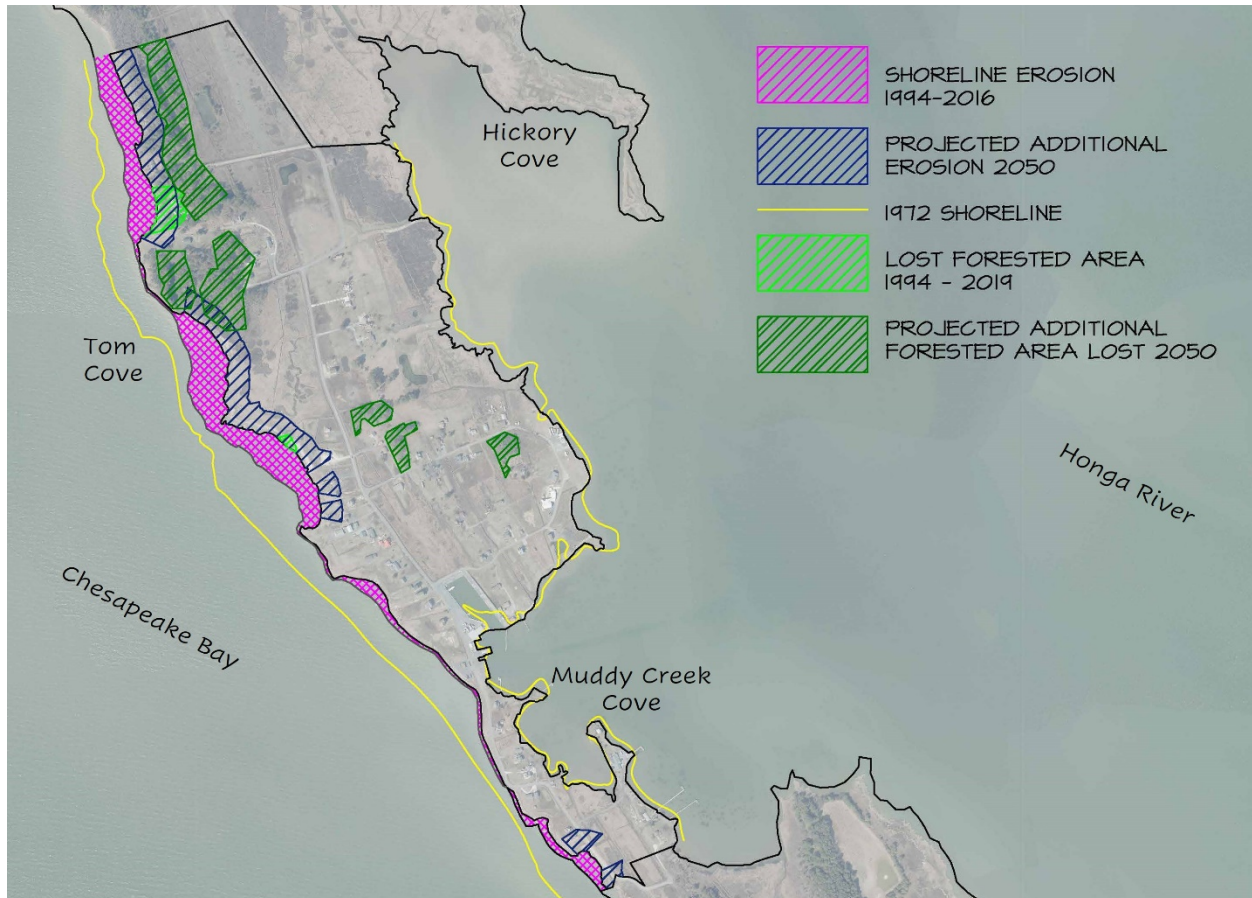 SHORELINE EROSION
1994-2016
PROJECTED ADDITIONAL
EROSION 2050
1972 SHORELINE
LOST FORESTED AREA
1994 - 2019
PROJECTED ADDITIONAL
FORESTED AREA LOST 2050
Hickory
Cove
Tom
Cove
Honga River
Chesapeake Bay
Muddy Creek
Cove